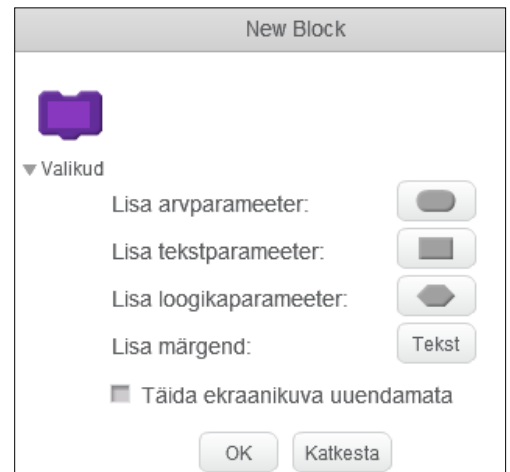 New Block
Valikud
Lisa arvparameeter:
Lisa tekstparameeter:
Lisa loogikaparameeter:
Lisa märgend: Tekst
Täida ekraanikuva uuendamata
OK Katkesta